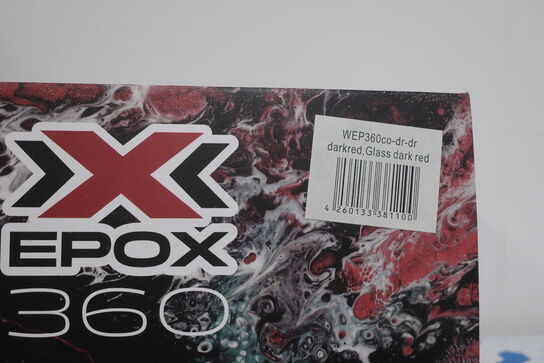 WEP360co-dr-dr
darkred,Glass dark red
4 260133 381100
X
EPOX
360